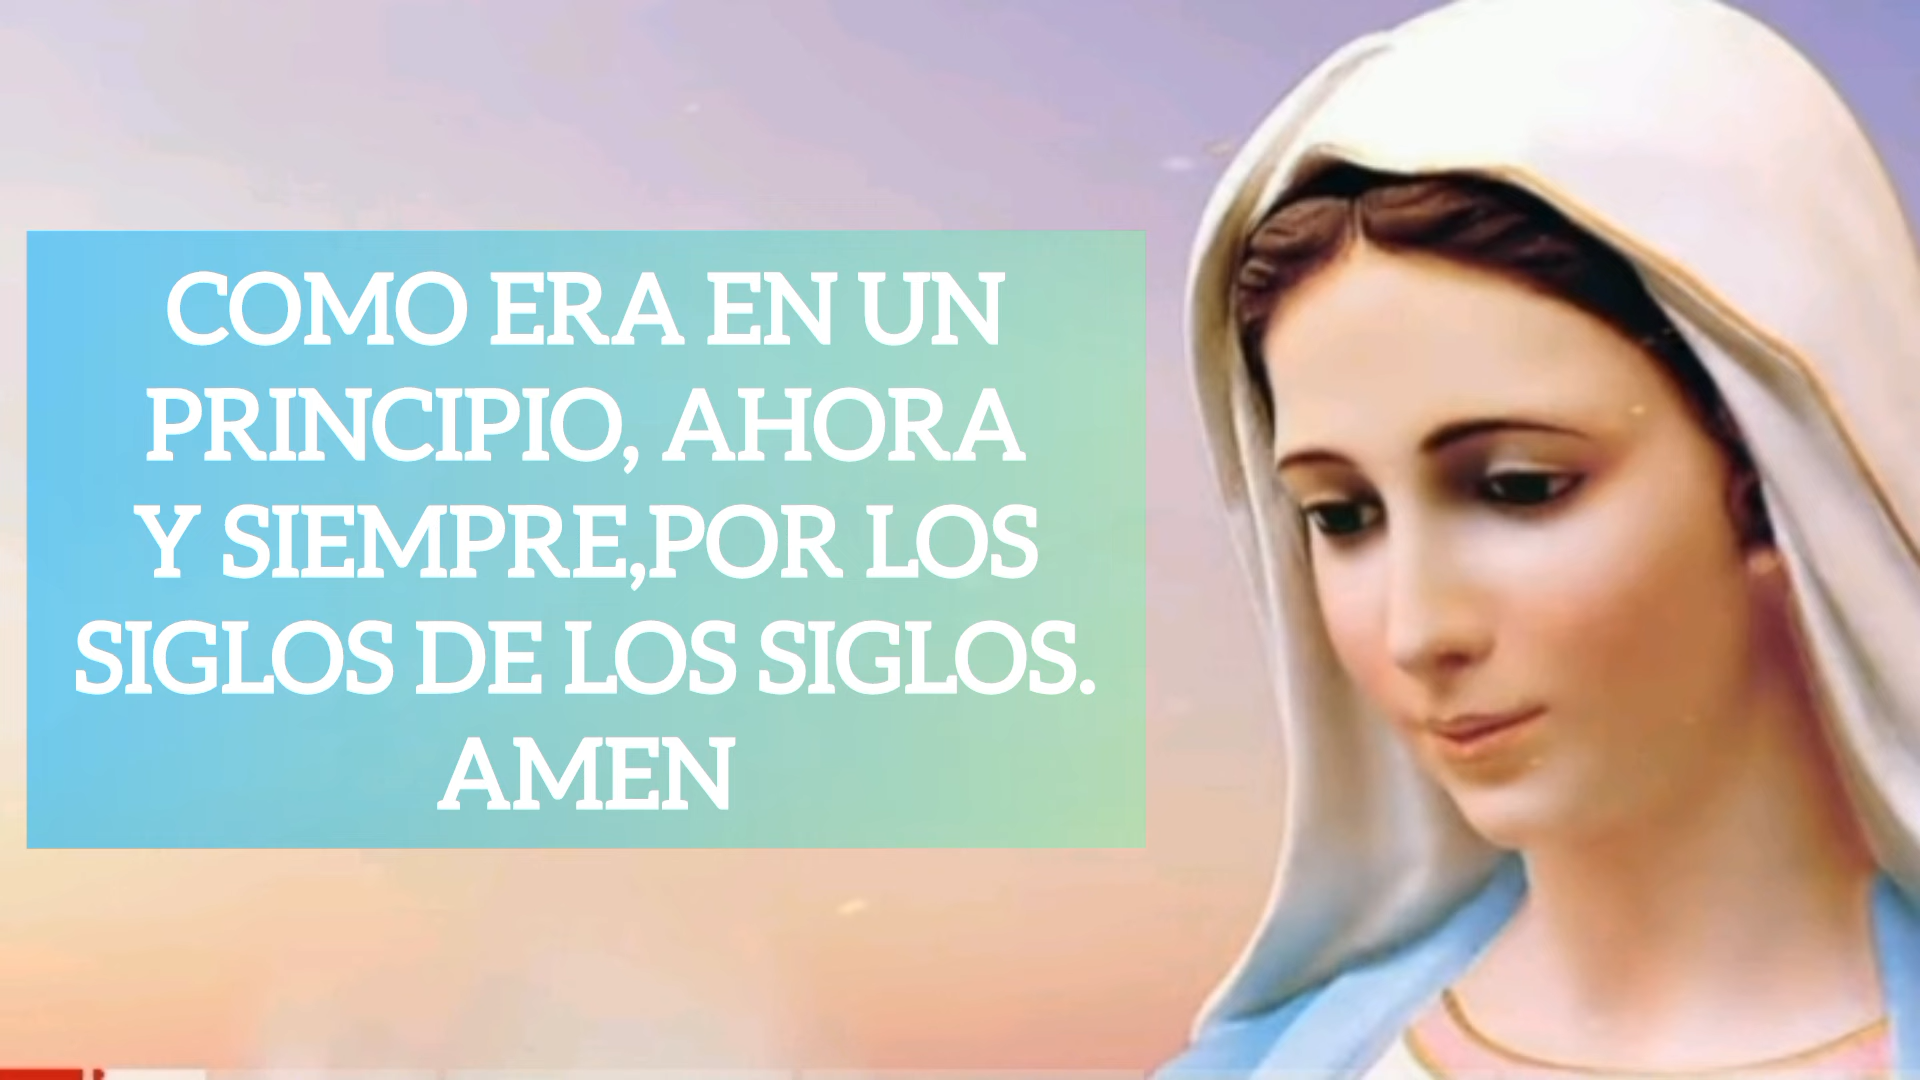 COMO ERA EN UN
PRINCIPIO, AHORA
Y SIEMPRE,POR LOS
SIGLOS DE LOS SIGLOS.
AMEN